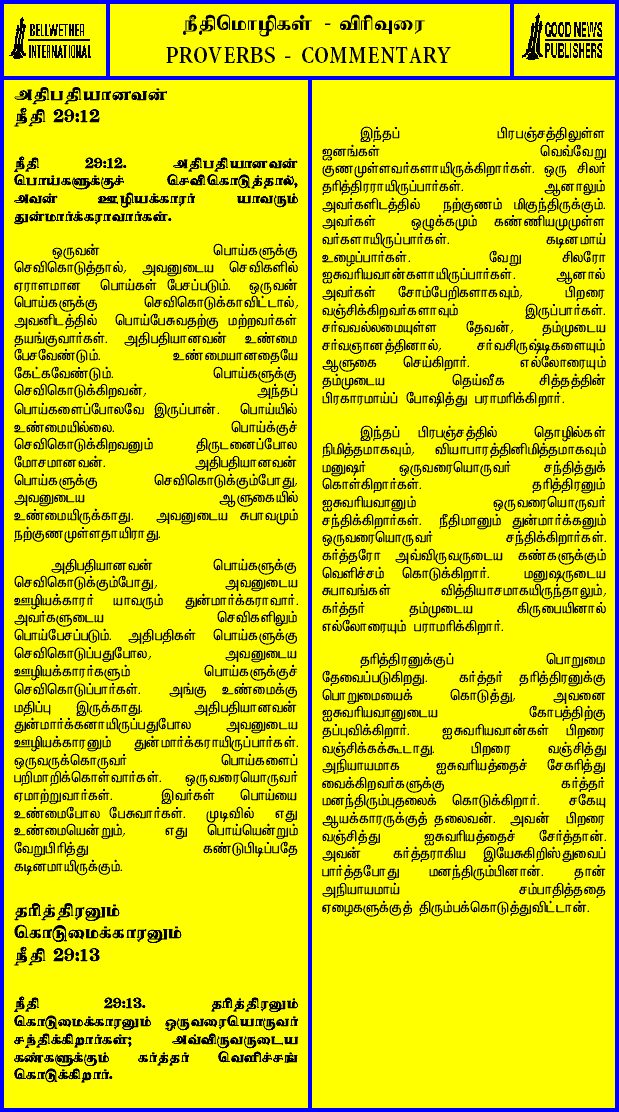 BELLWETHER
INTERNATIONAL
நீதிமொழிகள் - விரிவுரை
PROVERBS - COMMENTARY
GOOD NEWS
PUBLISHERS
அதிபதியானவன்
நீதி 29:12
நீதி 29:12. அதிபதியானவன்
பொய்களுக்குச் செவிகொடுத்தால்,
அவன் ஊழியக்காரர் யாவரும்
துன்மார்க்கராவார்கள்.
ஒருவன் பொய்களுக்கு
செவிகொடுத்தால், அவனுடைய செவிகளில்
ஏராளமான பொய்கள் பேசப்படும். ஒருவன்
பொய்களுக்கு செவிகொடுக்காவிட்டால்,
அவனிடத்தில் பொய்பேசுவதற்கு மற்றவர்கள்
தயங்குவார்கள். அதிபதியானவன் உண்மை
பேசவேண்டும். உண்மையானதையே
கேட்கவேண்டும். பொய்களுக்கு
செவிகொடுக்கிறவன், அந்தப்
பொய்களைப்போலவே இருப்பான். பொய்யில்
உண்மையில்லை. பொய்க்குச்
செவிகொடுக்கிறவனும் திருடனைப்போல
மோசமானவன். அதிபதியானவன்
பொய்களுக்கு செவிகொடுக்கும்போது,
அவனுடைய ஆளுகையில்
உண்மையிருக்காது. அவனுடைய சுபாவமும்
நற்குணமுள்ளதாயிராது.
அதிபதியானவன் பொய்களுக்கு
செவிகொடுக்கும்போது, அவனுடைய
ஊழியக்காரர் யாவரும் துன்மார்க்கராவார்.
அவர்களுடைய செவிகளிலும்
பொய்பேசப்படும். அதிபதிகள் பொய்களுக்கு
செவிகொடுப்பதுபோல, அவனுடைய
ஊழியக்காரர்களும் பொய்களுக்குச்
செவிகொடுப்பார்கள். அங்கு உண்மைக்கு
மதிப்பு இருக்காது. அதிபதியானவன்
துன்மார்க்கனாயிருப்பதுபோல அவனுடைய
ஊழியக்காரனும் துன்மார்க்கராயிருப்பார்கள்.
ஒருவருக்கொருவர் பொய்களைப்
பறிமாறிக்கொள்வார்கள். ஒருவரையொருவர்
ஏமாற்றுவார்கள். இவர்கள் பொய்யை
உண்மைபோல பேசுவார்கள். முடிவில் எது
உண்மையென்றும், எது பொய்யென்றும்
வேறுபிரித்து கண்டுபிடிப்பதே
கடினமாயிருக்கும்.
தரித்திரனும்
கொடுமைக்காரனும்
நீதி 29:13
நீதி 29:13. தரித்திரனும்
கொடுமைக்காரனும் ஒருவரையொருவர்
சந்திக்கிறார்கள்; அவ்விருவருடைய
கண்களுக்கும் கர்த்தர் வெளிச்சங்
கொடுக்கிறார்.
இந்தப் பிரபஞ்சத்திலுள்ள
ஜனங்கள் வெவ்வேறு
குணமுள்ளவர்களாயிருக்கிறார்கள். ஒரு சிலர்
தரித்திரராயிருப்பார்கள். ஆனாலும்
அவர்களிடத்தில் நற்குணம் மிகுந்திருக்கும்.
அவர்கள் ஒழுக்கமும் கண்ணியமுமுள்ள
வர்களாயிருப்பார்கள். கடினமாய்
உழைப்பார்கள். வேறு சிலரோ
ஐசுவரியவான்களாயிருப்பார்கள். ஆனால்
அவர்கள் சோம்பேறிகளாகவும், பிறரை
வஞ்சிக்கிறவர்களாவும் இருப்பார்கள்.
சர்வவல்லமையுள்ள தேவன், தம்முடைய
சர்வஞானத்தினால், சர்வசிருஷ்டிகளையும்
ஆளுகை செய்கிறார். எல்லோரையும்
தம்முடைய தெய்வீக சித்தத்தின்
பிரகாரமாய்ப் போஷித்து பராமரிக்கிறார்.
இந்தப் பிரபஞ்சத்தில் தொழில்கள்
நிமித்தமாகவும், வியாபாரத்தினிமித்தமாகவும்
மனுஷர் ஒருவரையொருவர் சந்தித்துக்
கொள்கிறார்கள். தரித்திரனும்
ஐசுவரியவானும் ஒருவரையொருவர்
சந்திக்கிறார்கள். நீதிமானும் துன்மார்க்கனும்
ஒருவரையொருவர் சந்திக்கிறார்கள்.
கர்த்தரோ அவ்விருவருடைய கண்களுக்கும்
வெளிச்சம் கொடுக்கிறார். மனுஷருடைய
சுபாவங்கள் வித்தியாசமாகயிருந்தாலும்,
கர்த்தர் தம்முடைய கிருபையினால்
எல்லோரையும் பராமரிக்கிறார்.
தரித்திரனுக்குப் பொறுமை
தேவைப்படுகிறது. கர்த்தர் தரித்திரனுக்கு
பொறுமையைக் கொடுத்து, அவனை
ஐசுவரியவானுடைய கோபத்திற்கு
தப்புவிக்கிறார். ஐசுவரியவான்கள் பிறரை
வஞ்சிக்கக்கூடாது. பிறரை வஞ்சித்து
அநியாயமாக ஐசுவரியத்தைச் சேகரித்து
வைக்கிறவர்களுக்கு கர்த்தர்
மனந்திரும்புதலைக் கொடுக்கிறார். சகேயு
ஆயக்காரருக்குத் தலைவன். அவன் பிறரை
வஞ்சித்து ஐசுவரியத்தைச் சேர்த்தான்.
அவன் கர்த்தராகிய இயேசுகிறிஸ்துவைப்
பார்த்தபோது மனந்திரும்பினான். தான்
அநியாயமாய் சம்பாதித்ததை
ஏழைகளுக்குத் திரும்பக்கொடுத்துவிட்டான்.